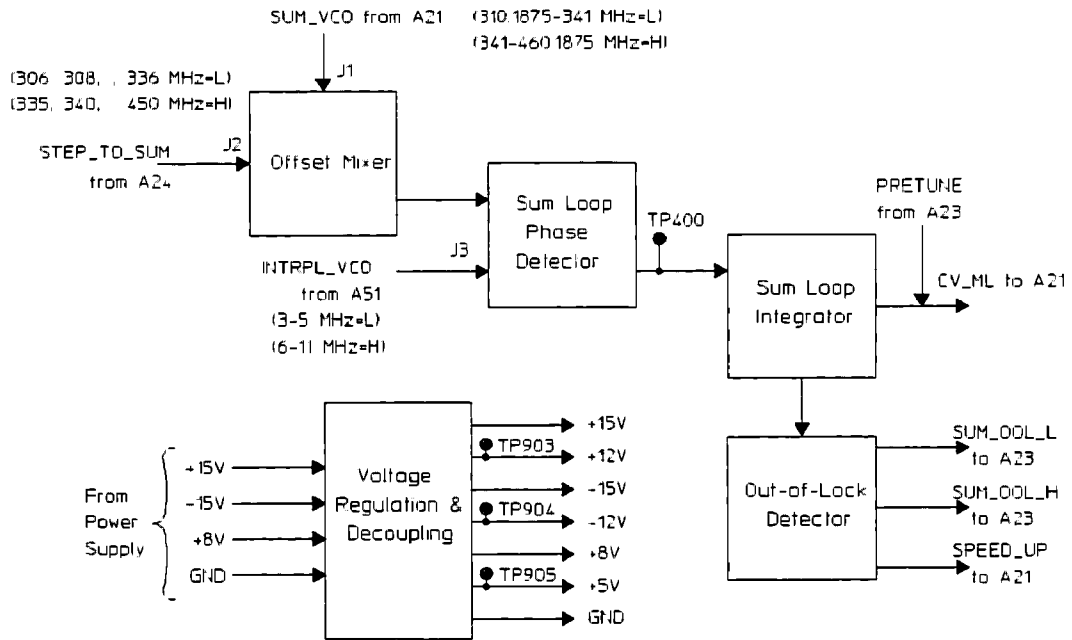 SUM_VCO from A21 (310.1875-341 MHz=L)
(341-460.1875 MHz=H)
(306, 308, , 336 MHz=L)
(335, 340, 450 MHz=H)
J1
J2
STEP_TO_SUM
from A24
Offset Mixer
INTRPL_VCO
from A51
(3-5 MHz=L)
(6-11 MHz=H)
J3
Sum Loop
Phase
Detector
TP400
Sum Loop
Integrator
PRETUNE
from A23
CV_ML to A21
Out-of-Lock
Detector
SUM_OOL_L
to A23
SUM_OOL_H
to A23
SPEED_UP
to A21
From
Power
Supply
+15V
-15V
+8V
GND
Voltage
Regulation &
Decoupling
+15V
TP903
+12V
-15V
TP904
-12V
+8V
TP905
+5V
GND